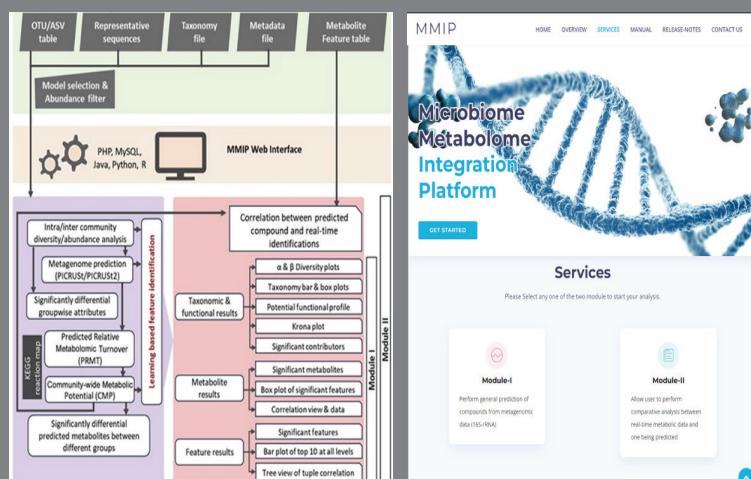 OTU/ASV
table
Representative
sequences
Taxonomy
file
Metadata
file
Metabolite
Feature table
Model selection &
Abundance filter
PHP, MySQL,
Java, Python, R
MMIP Web Interface
Intra/inter community
diversity/abundance analysis
Metagenome prediction
(PICRUSt/PICRUSt2)
Significantly differential
groupwise attributes
Predicted Relative
Metabolomic Turnover
(PRMT)
KEGG
reaction map
Community-wide Metabolic
Potential (CMP)
Significantly differential
predicted metabolites between
different groups
Learning based feature identification
Correlation between predicted
compound and real-time
identifications
Taxonomic &
functional results
α & β Diversity plots
Taxonomy bar & box plots
Potential functional profile
Krona plot
Significant contributors
Metabolite
results
Significant metabolites
Box plot of significant features
Correlation view & data
Feature results
Significant features
Bar plot of top 10 at all levels
Tree view of tuple correlation
Module I
Module II
MMIP
HOME OVERVIEW SERVICES MANUAL RELEASE-NOTES CONTACT US
Microbiome
Metabolome
Integration
Platform
GET STARTED
Services
Please Select any one of the two module to start your analysis.
Module-I
Perform general prediction of
compounds from metagenomic
data (16S-rRNA)
Module-II
Allow user to perform
comparative analysis between
real-time metabolic data and
one being predicted